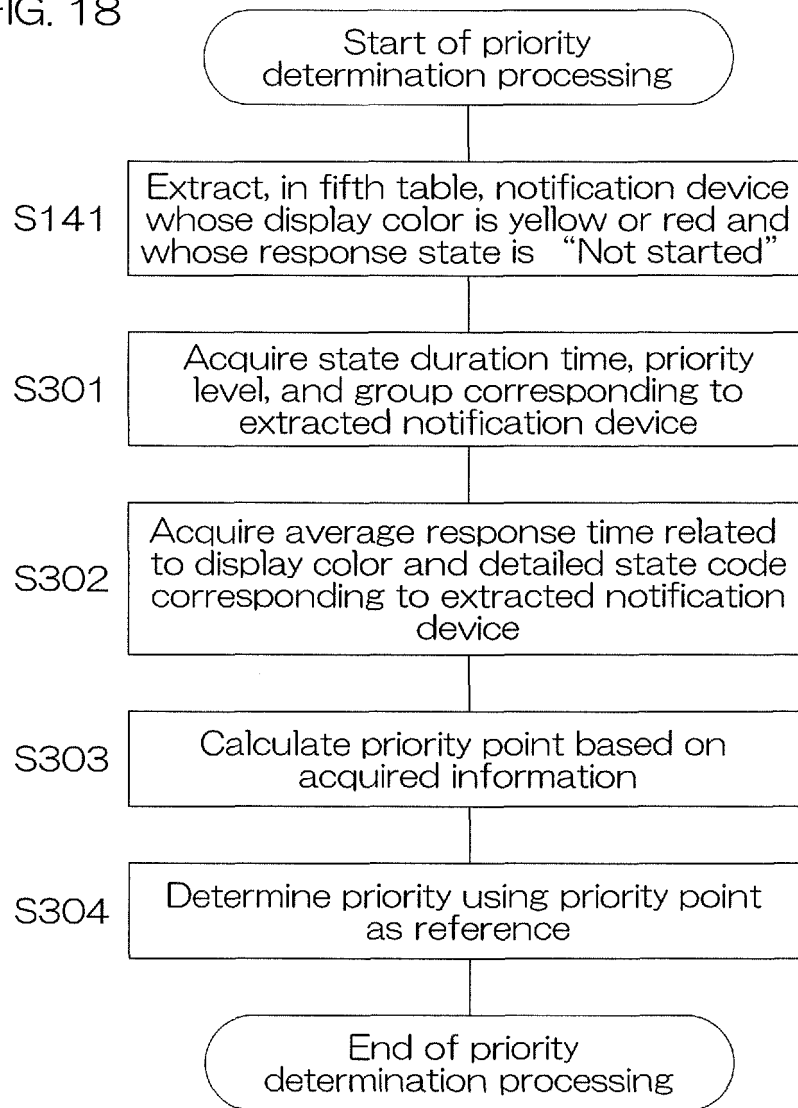 FIG. 18
Start of priority
determination processing
S141
Extract, in fifth table, notification device
whose display color is yellow or red and
whose response state is “Not started”
S301
Acquire state duration time, priority
level, and group corresponding to
extracted notification device
S302
Acquire average response time related
to display color and detailed state code
corresponding to extracted notification
device
S303
Calculate priority point based on
acquired information
S304
Determine priority using priority point
as reference
End of priority
determination processing